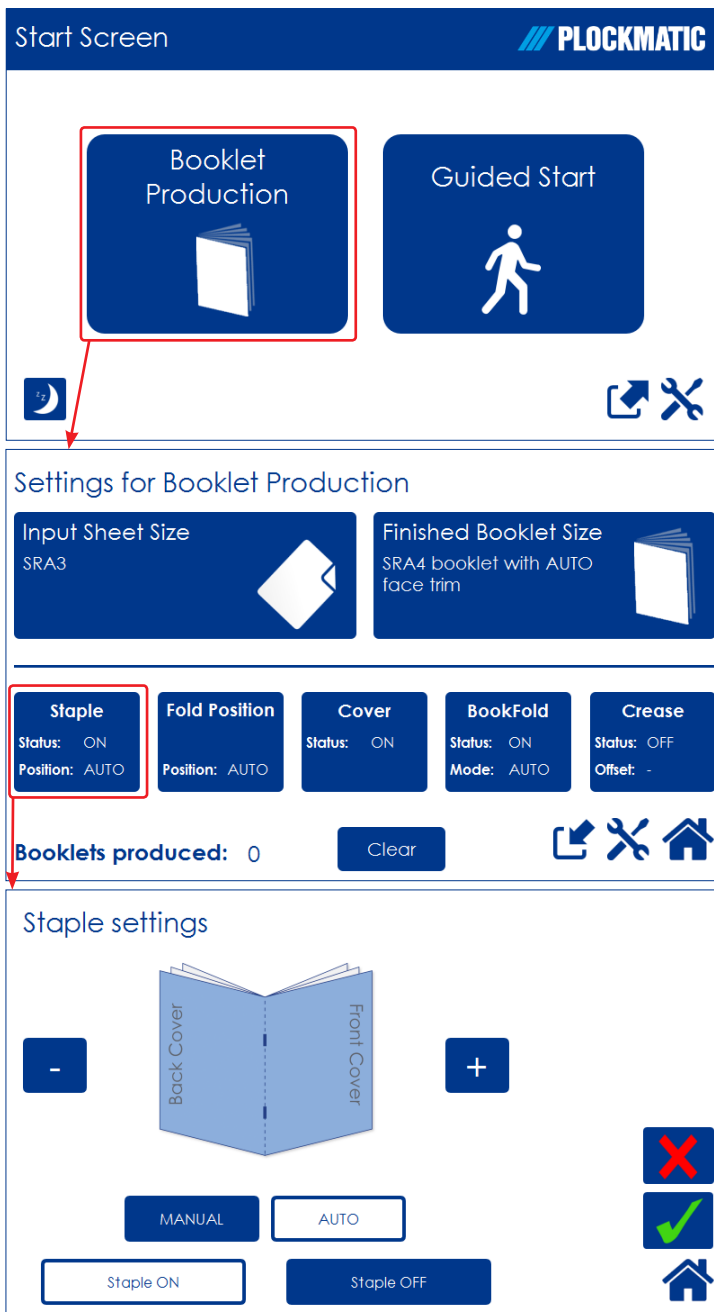 Start Screen
PLOCKMATIC
Booklet
Production
Guided Start
z z
Settings for Booklet Production
Input Sheet Size
SRA3
Finished Booklet Size
SRA4 booklet with AUTO
face trim
Staple
Status: ON
Position: AUTO
Fold Position
Position: AUTO
Cover
Status: ON
BookFold
Status: ON
Mode: AUTO
Crease
Status: OFF
Offset: -
Booklets produced: 0
Clear
Staple settings
Back Cover
Front Cover
-
+
MANUAL
AUTO
Staple ON
Staple OFF